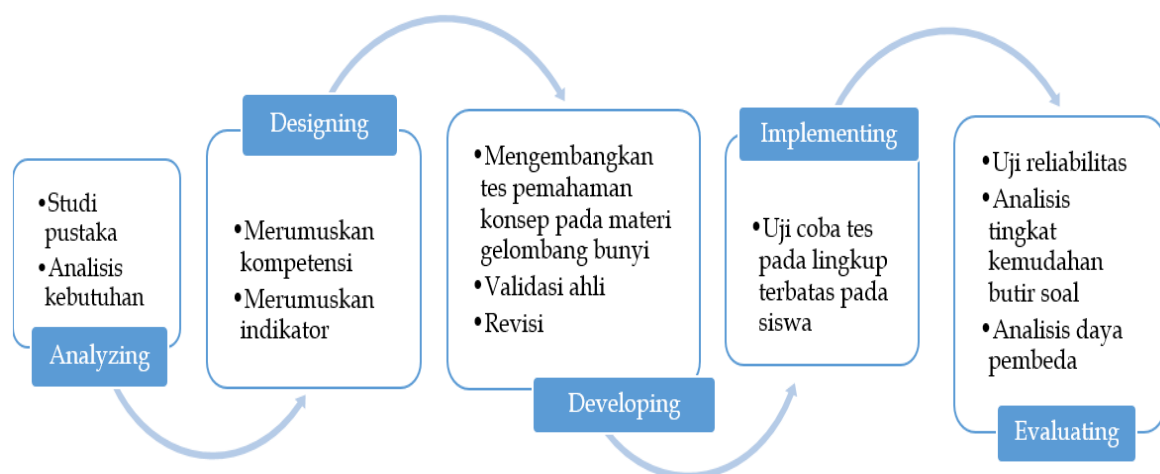 •Studi
pustaka
•Analisis
kebutuhan
Analyzing
Designing
•Merumuskan
kompetensi
•Merumuskan
indikator
•Mengembangkan
tes pemahaman
konsep pada materi
gelombang bunyi
•Validasi ahli
•Revisi
Developing
Implementing
•Uji coba tes
pada lingkup
terbatas pada
siswa
•Uji reliabilitas
•Analisis
tingkat
kemudahan
butir soal
•Analisis daya
pembeda
Evaluating